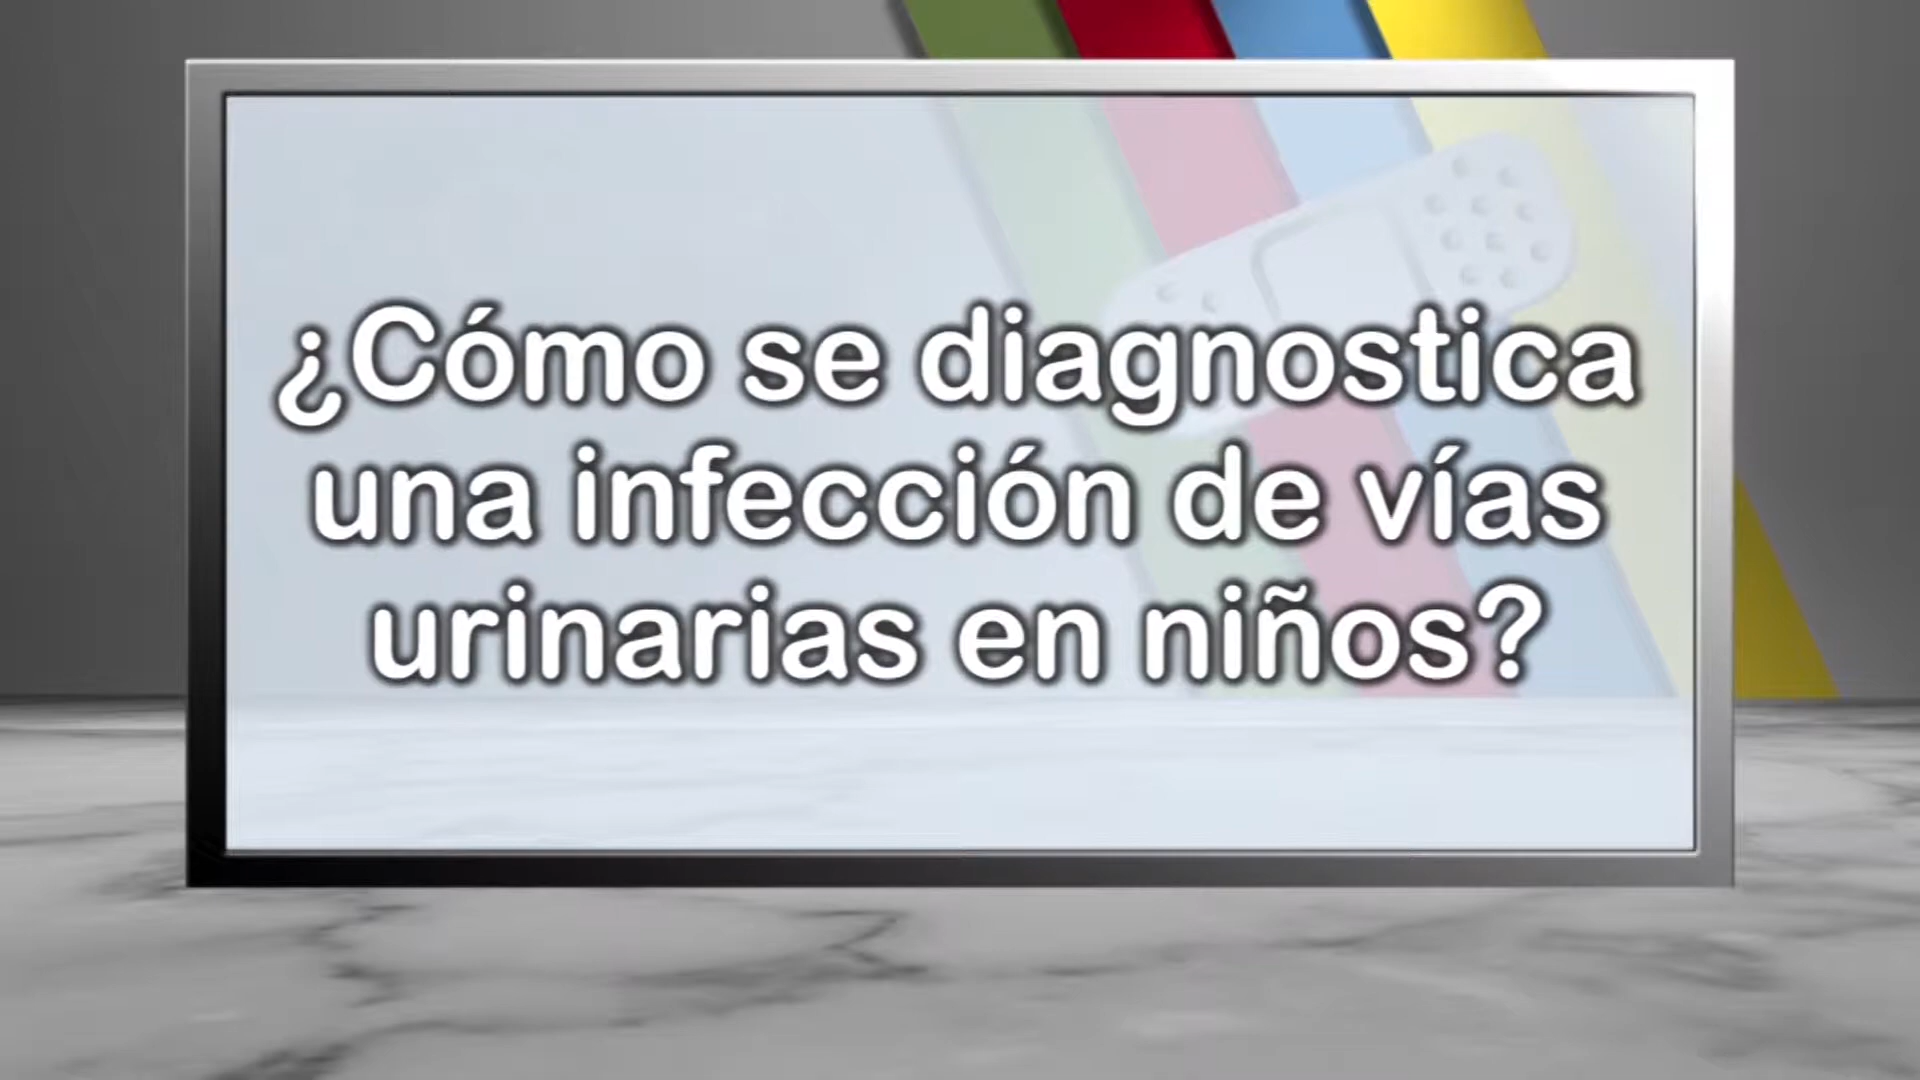 ¿Cómo se diagnostica
una infección de vías
urinarias en niños?